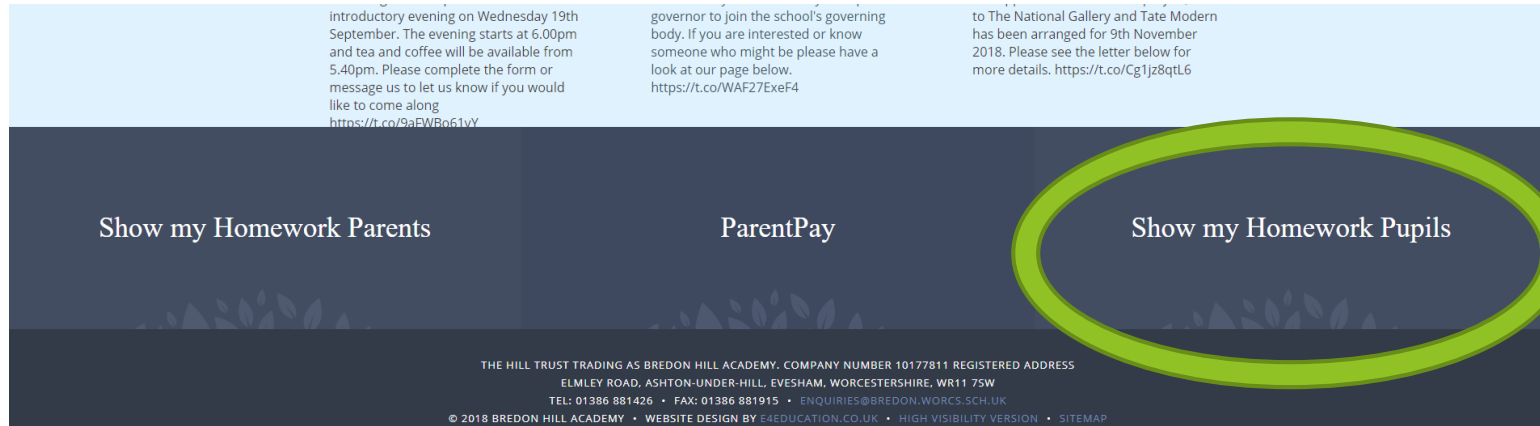 introductory evening on Wednesday 19th
September. The evening starts at 6.00pm
and tea and coffee will be available from
5.40pm. Please complete the form or
message us to let us know if you would
like to come along
https://t.co/9aFWBo61vY
governor to join the school's governing
body. If you are interested or know
someone who might be please have a
look at our page below.
https://t.co/WAF27ExeF4
to The National Gallery and Tate Modern
has been arranged for 9th November
2018. Please see the letter below for
more details. https://t.co/Cg1jz8qtL6
Show my Homework Parents
ParentPay
Show my Homework Pupils
THE HILL TRUST TRADING AS BREDON HILL ACADEMY. COMPANY NUMBER 10177811 REGISTERED ADDRESS
ELMLEY ROAD, ASHTON-UNDER-HILL, EVESHAM, WORCESTERSHIRE, WR11 7SW
TEL: 01386 881426 • FAX: 01386 881915 • ENQUIRIES@BREDON.WORCS.SCH.UK
© 2018 BREDON HILL ACADEMY • WEBSITE DESIGN BY E4EDUCATION.CO.UK • HIGH VISIBILITY VERSION • SITEMAP